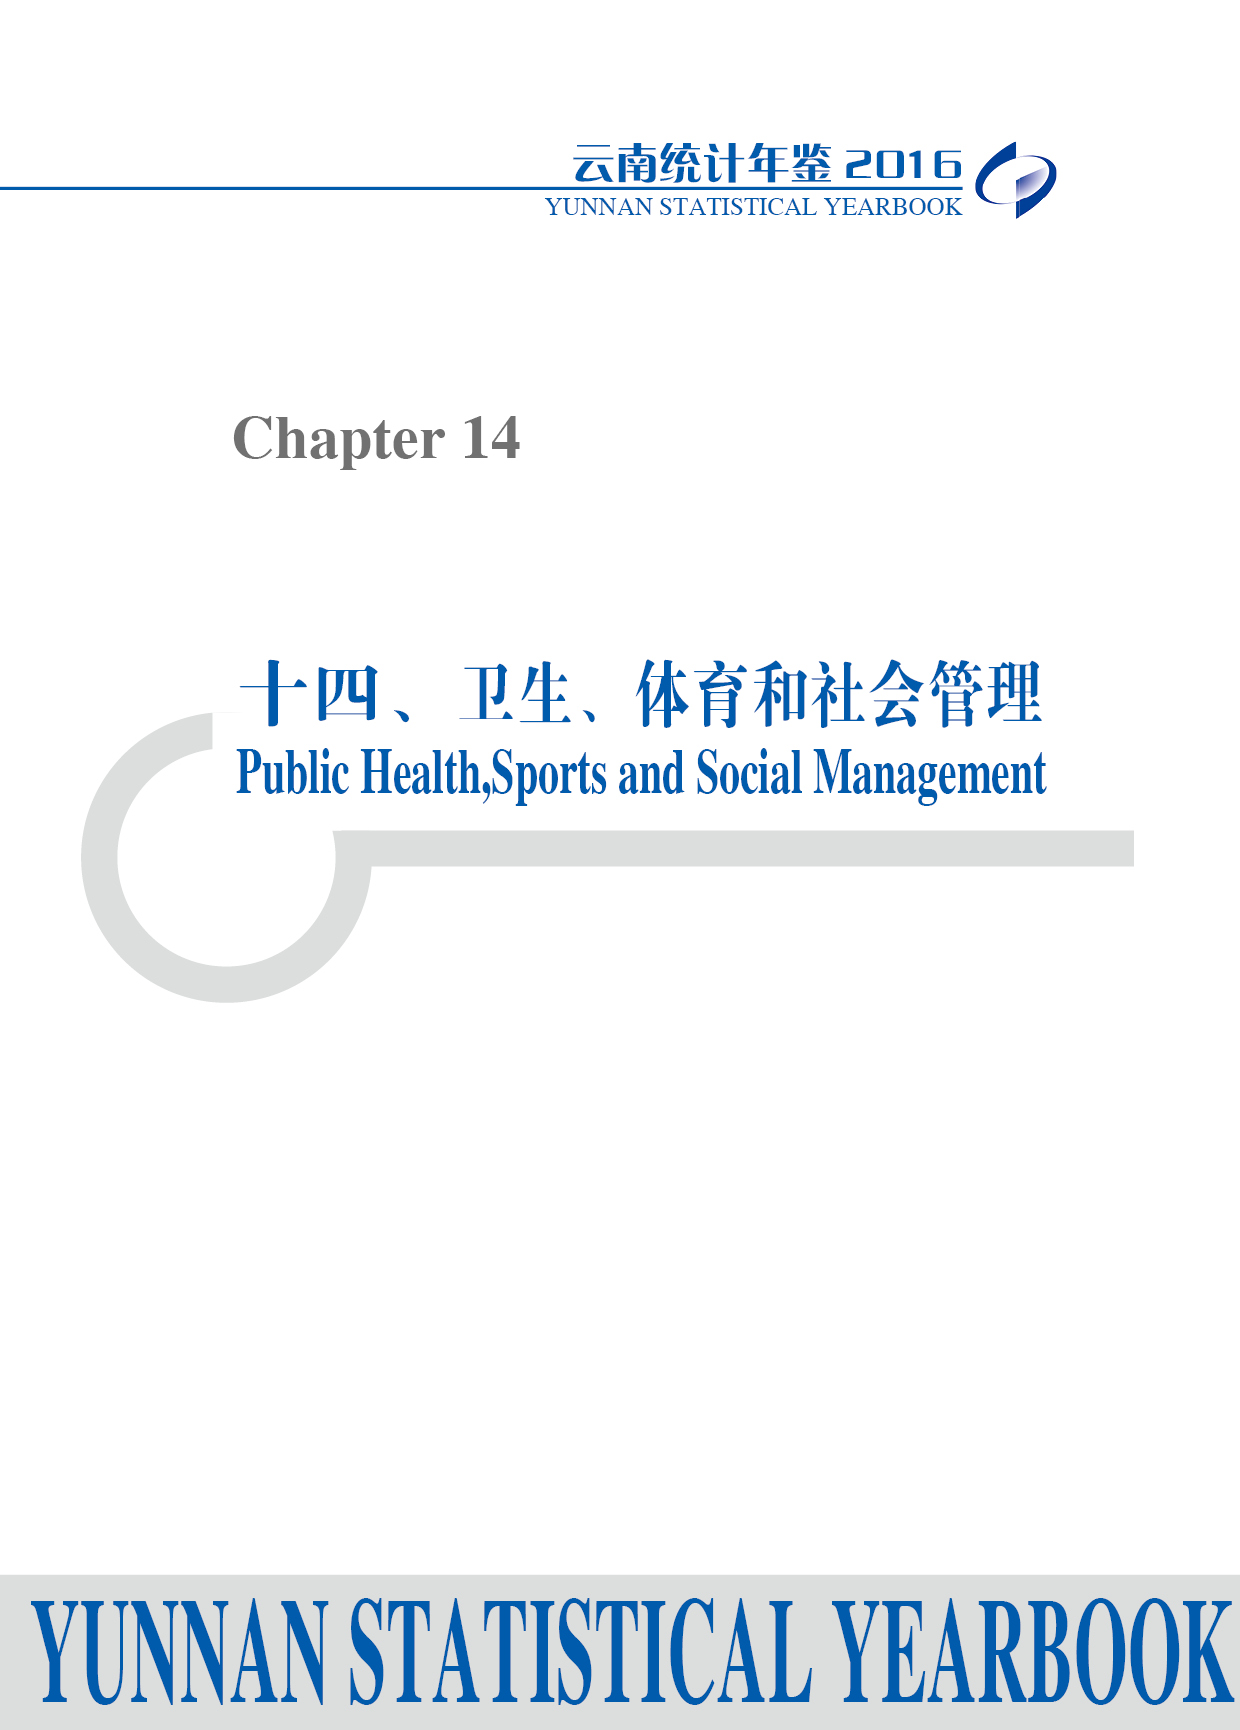 云南统计年鉴 2016
YUNNAN STATISTICAL YEARBOOK
Chapter 14
十四、卫生、体育和社会管理
Public Health,Sports and Social Management
YUNNAN STATISTICAL YEARBOOK